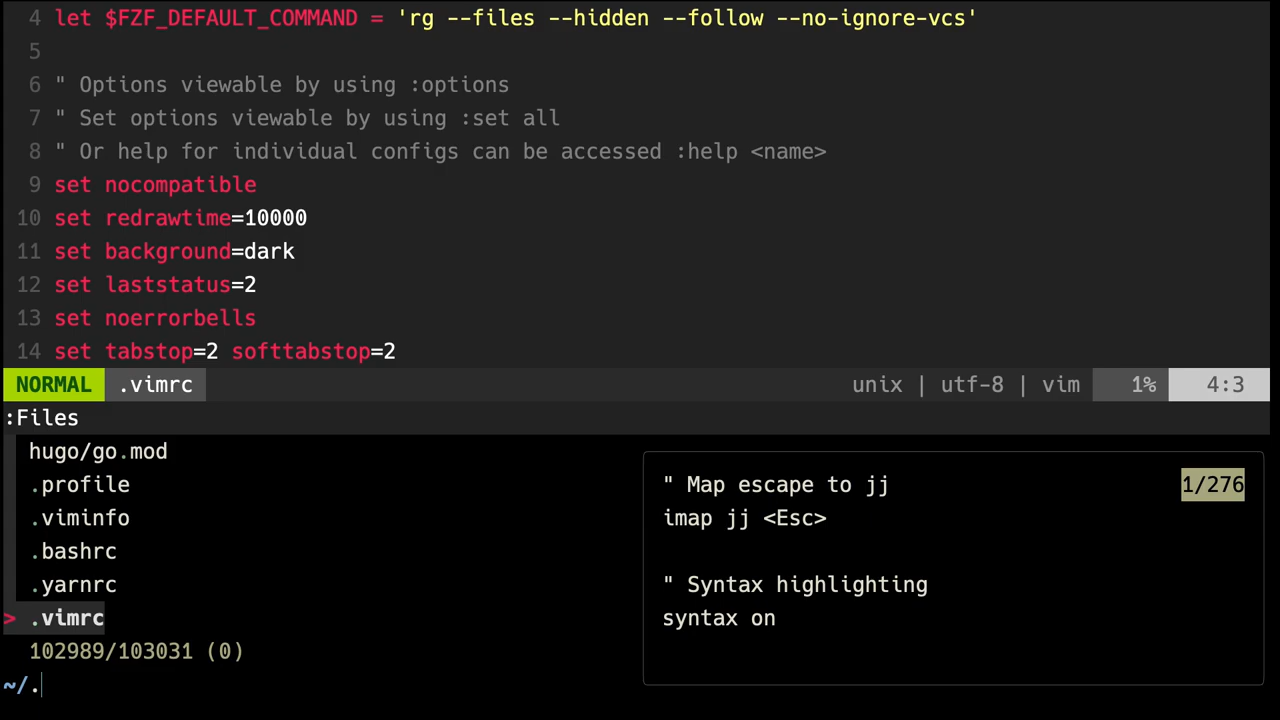 4 let $FZF_DEFAULT_COMMAND = 'rg --files --hidden --follow --no-ignore-vcs'
5
6 " Options viewable by using :options
7 " Set options viewable by using :set all
8 " Or help for individual configs can be accessed :help <name>
9 set nocompatible
10 set redrawtime=10000
11 set background=dark
12 set laststatus=2
13 set noerrorbells
14 set tabstop=2 softtabstop=2
NORMAL .vimrc unix | utf-8 | vim 1% 4:3
:Files
hugo/go.mod
.profile
.viminfo
.bashrc
.yarnrc
> .vimrc
102989/103031 (0)
~/.
" Map escape to jj 1/276
imap jj <Esc>
" Syntax highlighting
syntax on